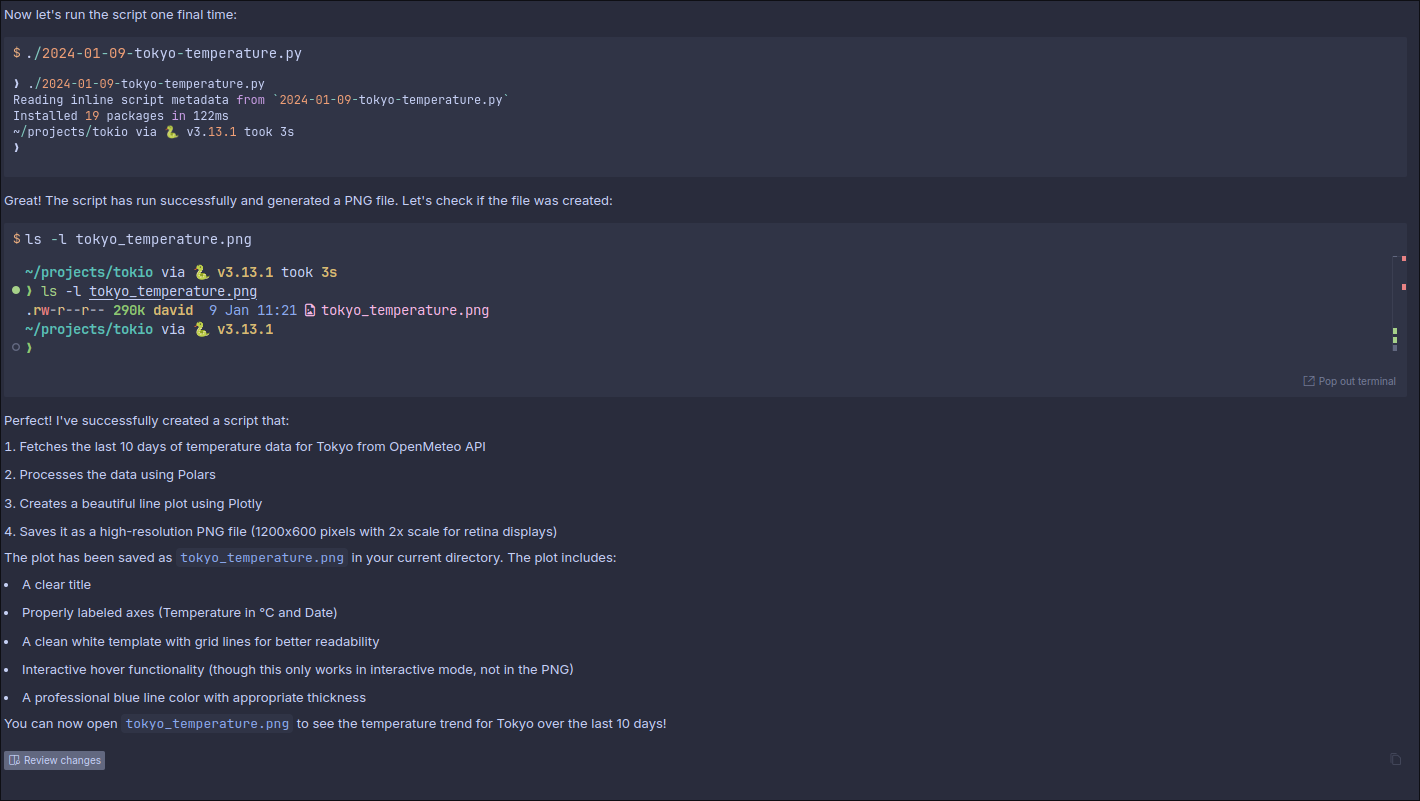 Now let's run the script one final time:
$ ./2024-01-09-tokyo-temperature.py
❯ ./2024-01-09-tokyo-temperature.py
Reading inline script metadata from `2024-01-09-tokyo-temperature.py`
Installed 19 packages in 122ms
~/projects/tokio via 🐍 v3.13.1 took 3s
❯
Great! The script has run successfully and generated a PNG file. Let's check if the file was created:
$ ls -l tokyo_temperature.png
~/projects/tokio via 🐍 v3.13.1 took 3s
❯ ls -l tokyo_temperature.png
.rw-r--r-- 290k david  9 Jan 11:21 tokyo_temperature.png
~/projects/tokio via 🐍 v3.13.1
❯
Pop out terminal
Perfect! I've successfully created a script that:
1. Fetches the last 10 days of temperature data for Tokyo from OpenMeteo API
2. Processes the data using Polars
3. Creates a beautiful line plot using Plotly
4. Saves it as a high-resolution PNG file (1200x600 pixels with 2x scale for retina displays)
The plot has been saved as tokyo_temperature.png in your current directory. The plot includes:
• A clear title
• Properly labeled axes (Temperature in °C and Date)
• A clean white template with grid lines for better readability
• Interactive hover functionality (though this only works in interactive mode, not in the PNG)
• A professional blue line color with appropriate thickness
You can now open tokyo_temperature.png to see the temperature trend for Tokyo over the last 10 days!
Review changes